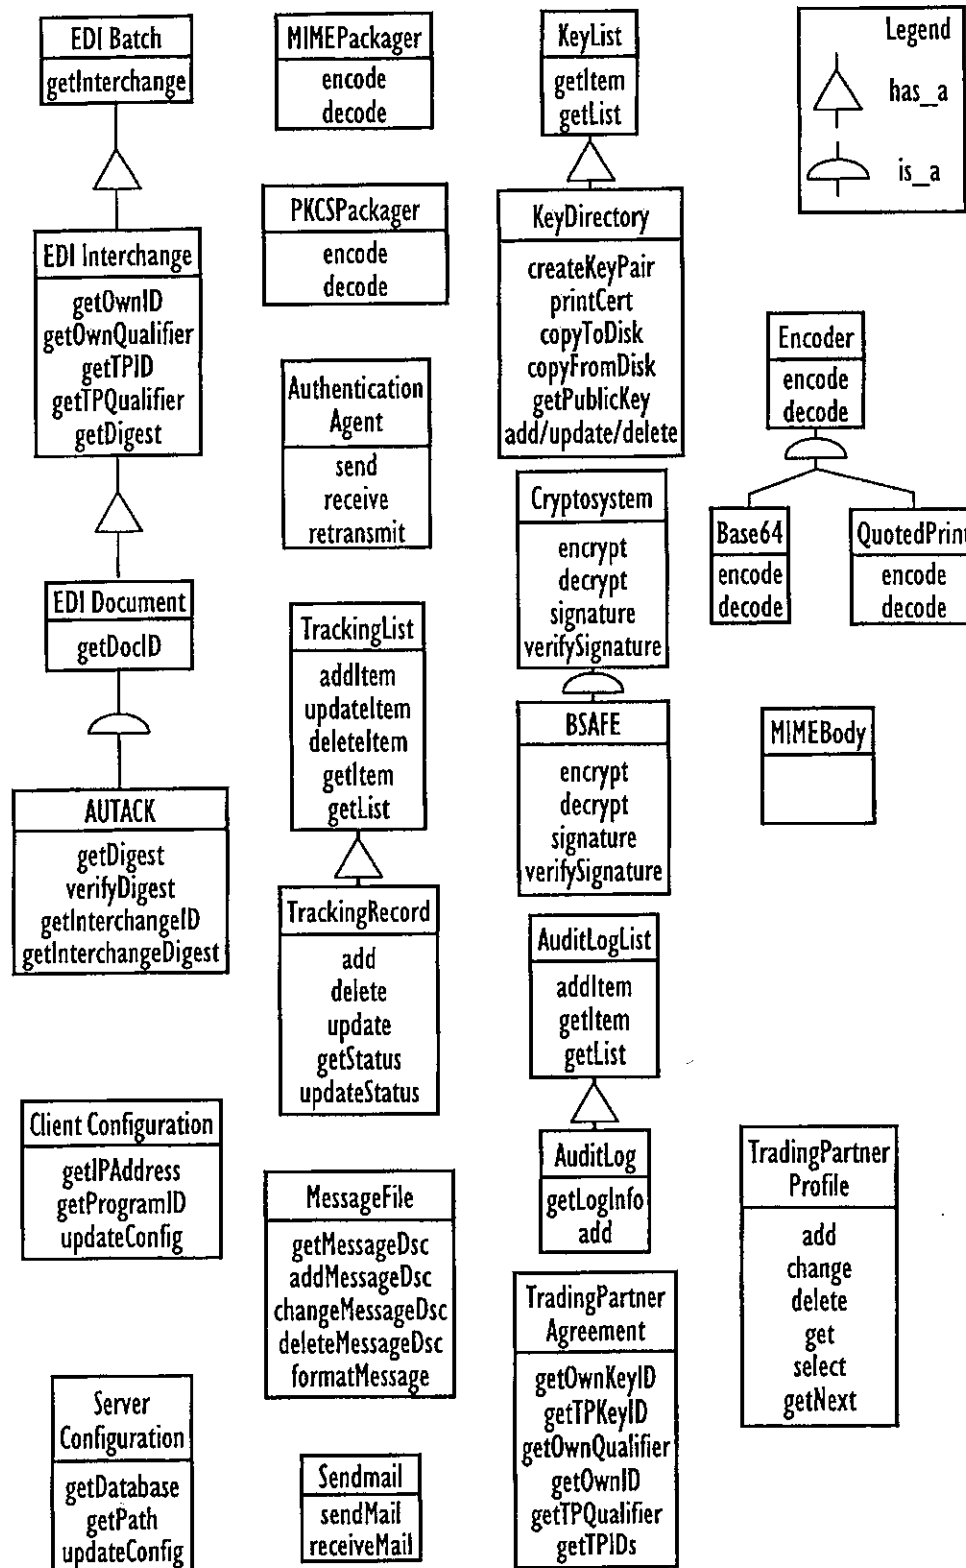 EDI Batch
getInterchange
EDI Interchange
getOwnID
getOwnQualifier
getTPID
getTPQualifier
getDigest
EDI Document
getDocID
AUTACK
getDigest
verifyDigest
getInterchangeID
getInterchangeDigest
Client Configuration
getIPAddress
getProgramID
updateConfig
Server
Configuration
getDatabase
getPath
updateConfig
MIMEPackager
encode
decode
PKCSPackager
encode
decode
Authentication
Agent
send
receive
retransmit
TrackingList
addItem
updateItem
deleteItem
getItem
getList
TrackingRecord
add
delete
update
getStatus
updateStatus
MessageFile
getMessageDsc
addMessageDsc
changeMessageDsc
deleteMessageDsc
formatMessage
Sendmail
sendMail
receiveMail
KeyList
getItem
getList
KeyDirectory
createKeyPair
printCert
copyToDisk
copyFromDisk
getPublicKey
add/update/delete
Cryptosystem
encrypt
decrypt
signature
verifySignature
BSAFE
encrypt
decrypt
signature
verifySignature
AuditLogList
addItem
getItem
getList
AuditLog
getLogInfo
add
TradingPartner
Agreement
getOwnKeyID
getTPKeyID
getOwnQualifier
getOwnID
getTPQualifier
getTPIDs
Legend
has_a
is_a
Encoder
encode
decode
Base64
encode
decode
QuotedPrint
encode
decode
MIMEBody
TradingPartner
Profile
add
change
delete
get
select
getNext